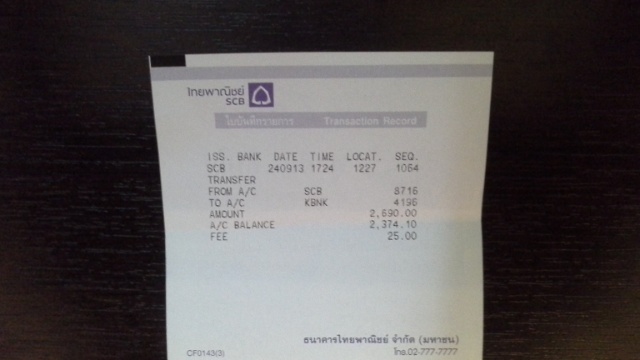 ไทยพาณิชย์
SCB
ใบบันทึกรายการ Transaction Record
ISS. BANK DATE TIME LOCAT. SEQ.
SCB 240913 1724 1227 1064
TRANSFER
FROM A/C SCB 8716
TO A/C KBNK 4196
AMOUNT 2,690.00
A/C BALANCE 2,374.10
FEE 25.00
ธนาคารไทยพาณิชย์ จำกัด (มหาชน)
CF0143(3) โทร.02-777-7777